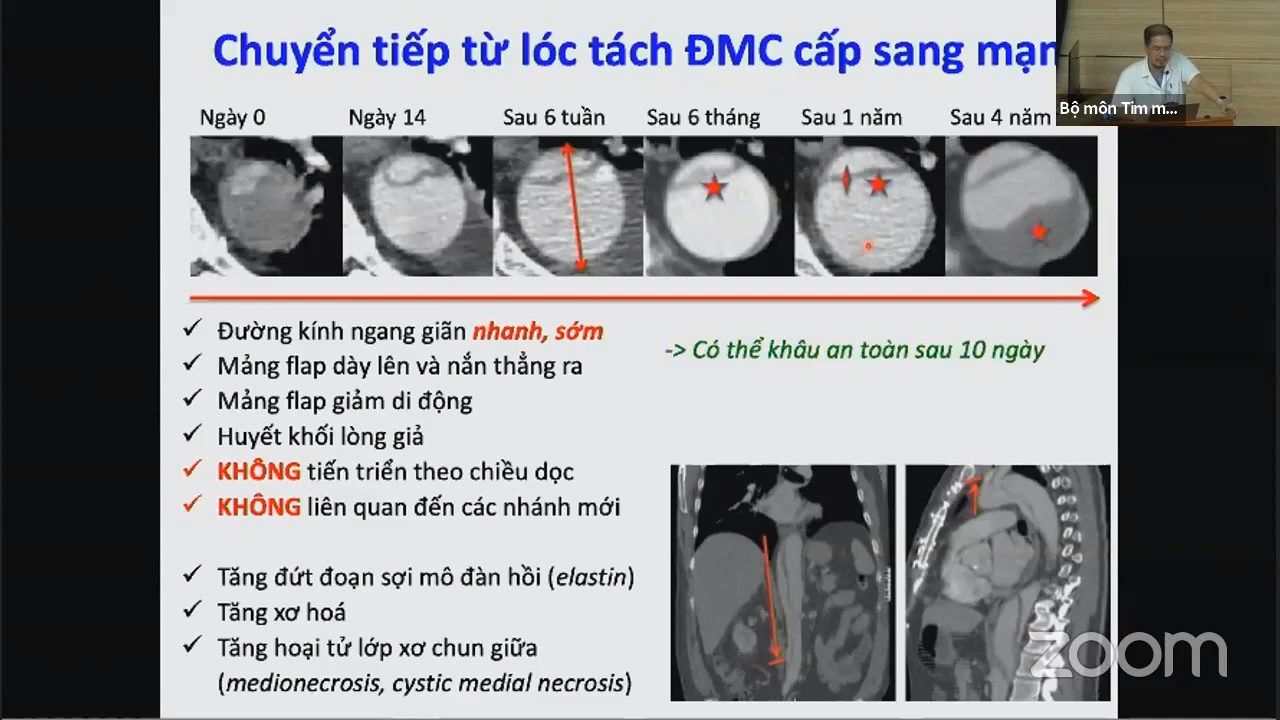 Chuyển tiếp từ lóc tách ĐMC cấp sang mạn
Bộ môn Tim m...
Ngày 0
Ngày 14
Sau 6 tuần
Sau 6 tháng
Sau 1 năm
Sau 4 năm
✓ Đường kính ngang giãn nhanh, sớm
✓ Mảng flap dày lên và nắn thẳng ra
✓ Mảng flap giảm di động
✓ Huyết khối lòng giả
✓ KHÔNG tiến triển theo chiều dọc
✓ KHÔNG liên quan đến các nhánh mới
-> Có thể khâu an toàn sau 10 ngày
✓ Tăng đứt đoạn sợi mô đàn hồi (elastin)
✓ Tăng xơ hoá
✓ Tăng hoại tử lớp xơ chun giữa
(medionecrosis, cystic medial necrosis)
zoom